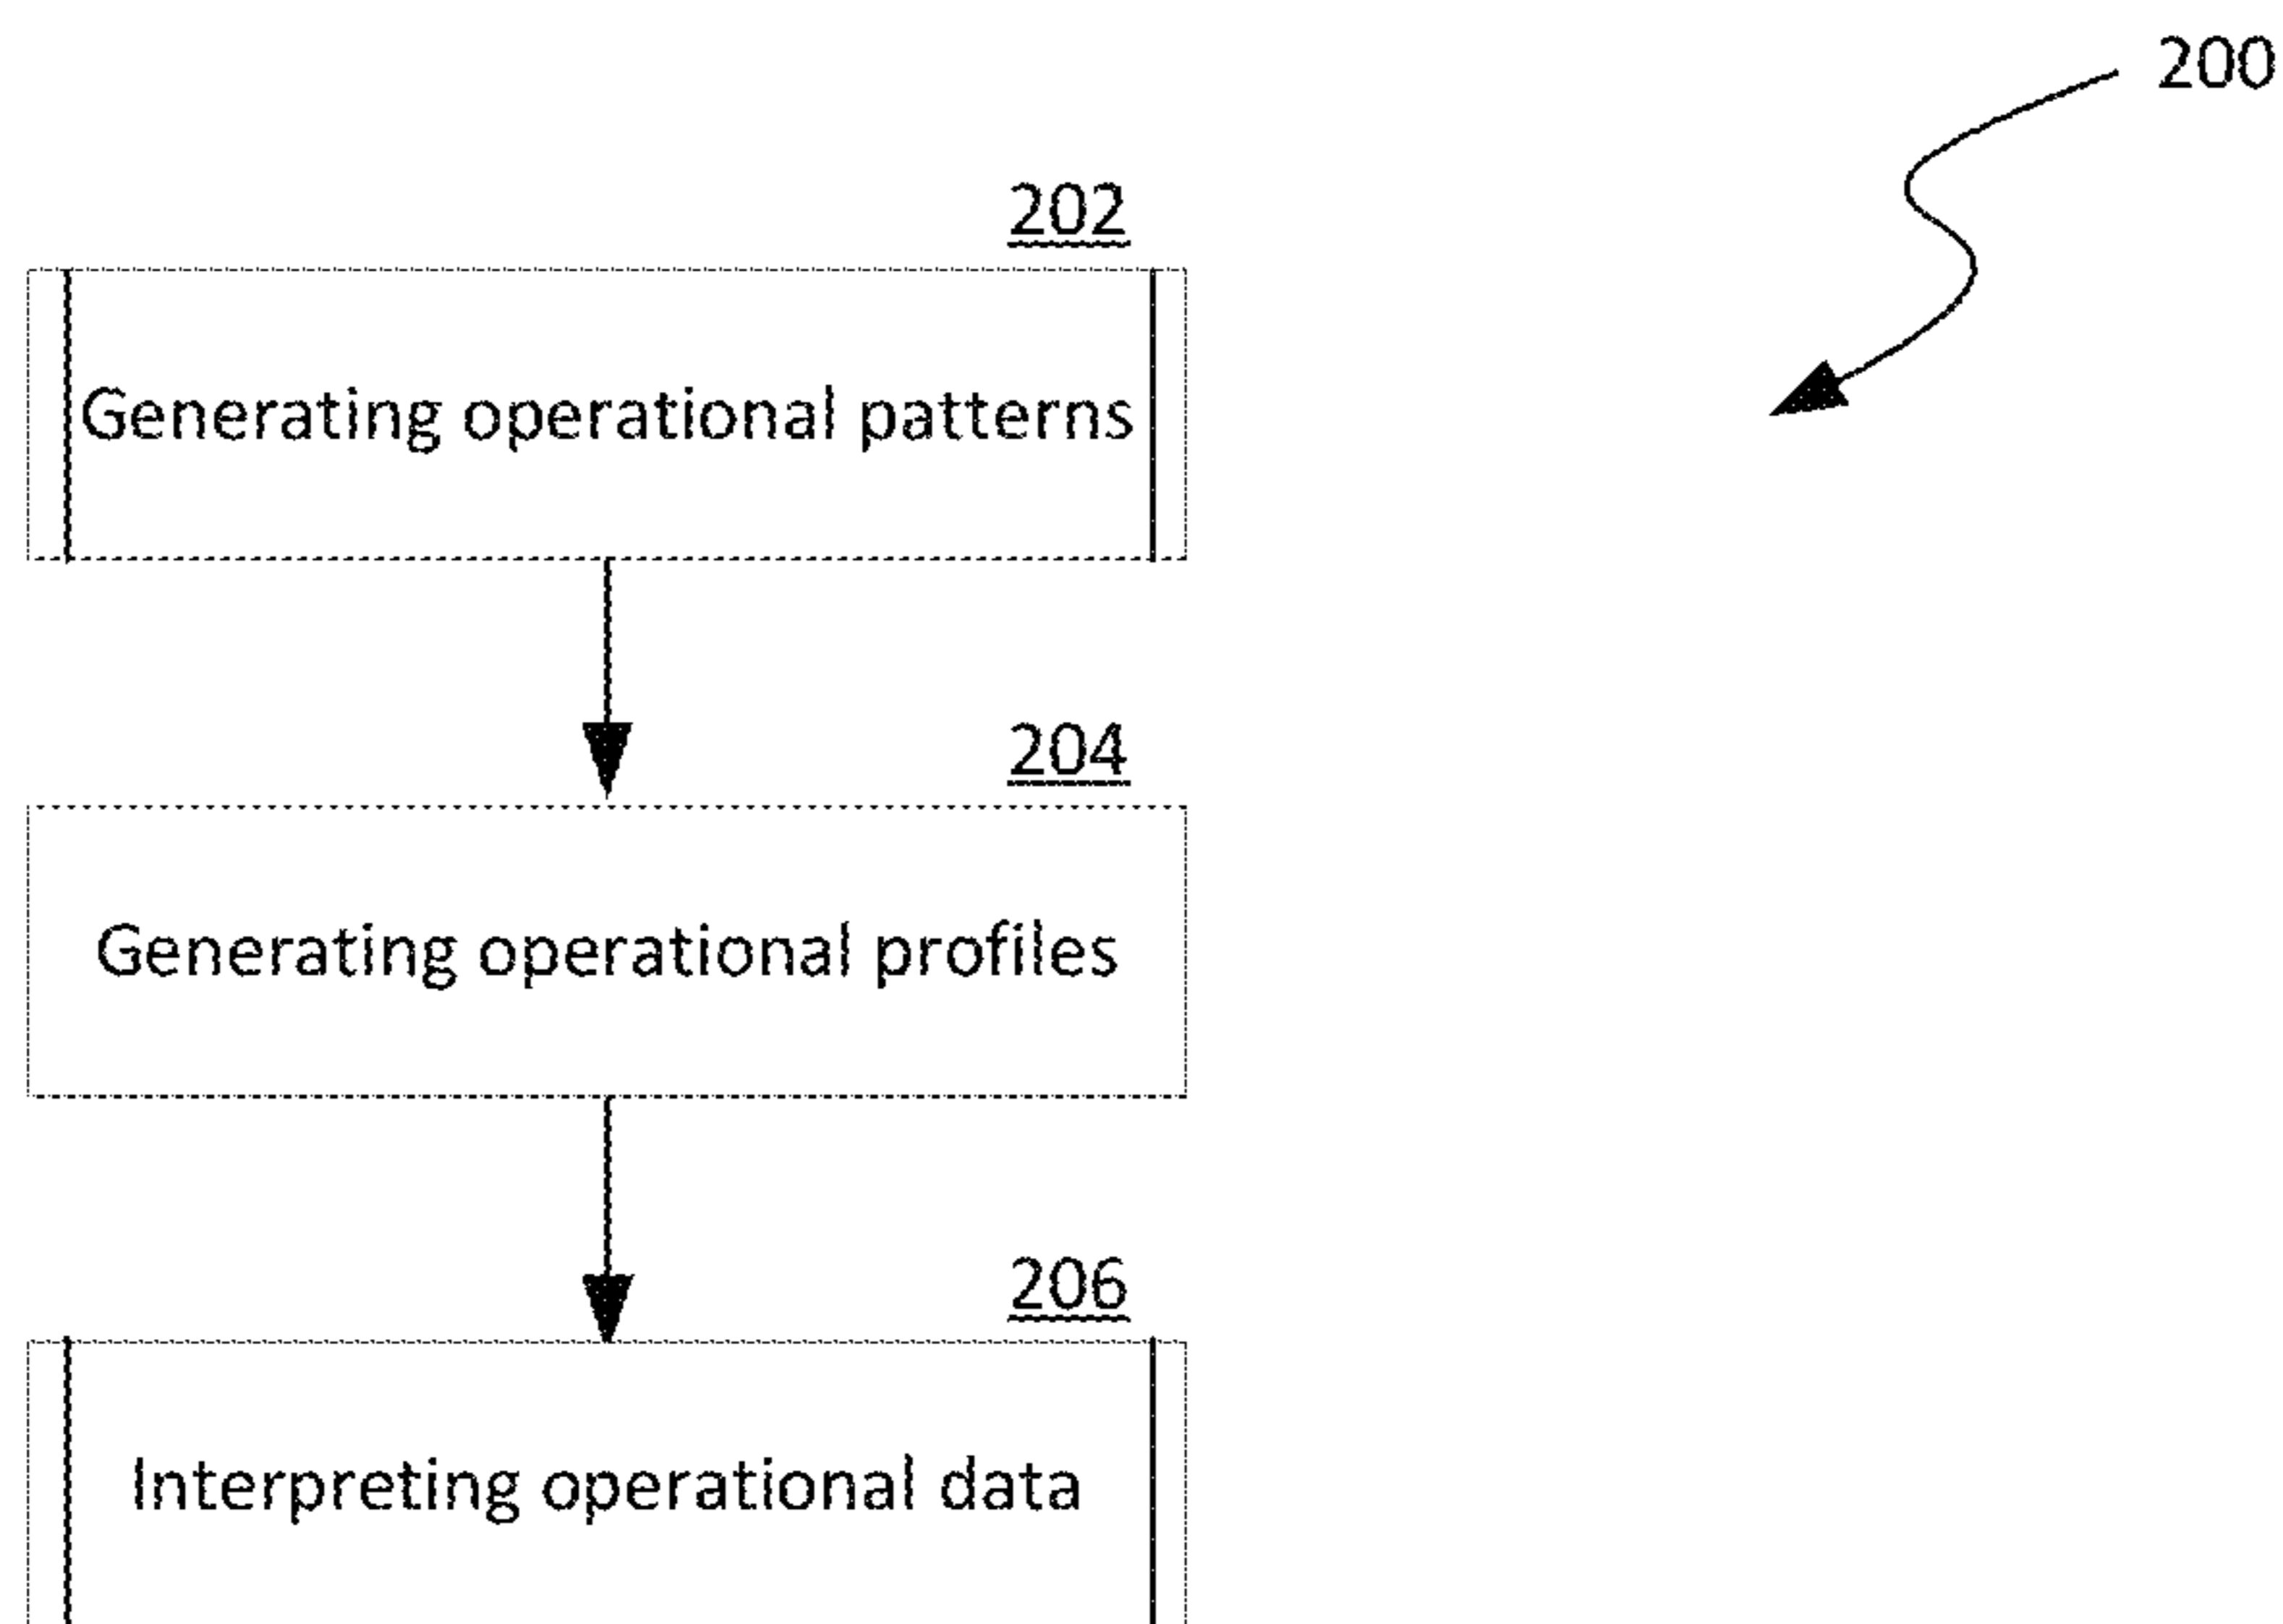 200
202
Generating operational patterns
204
Generating operational profiles
206
Interpreting operational data